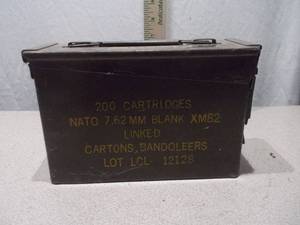 200 CARTRIDGES
NATO 7.62 MM BLANK XM82
LINKED
CARTONS, BANDOLEERS
LOT LCL 12128